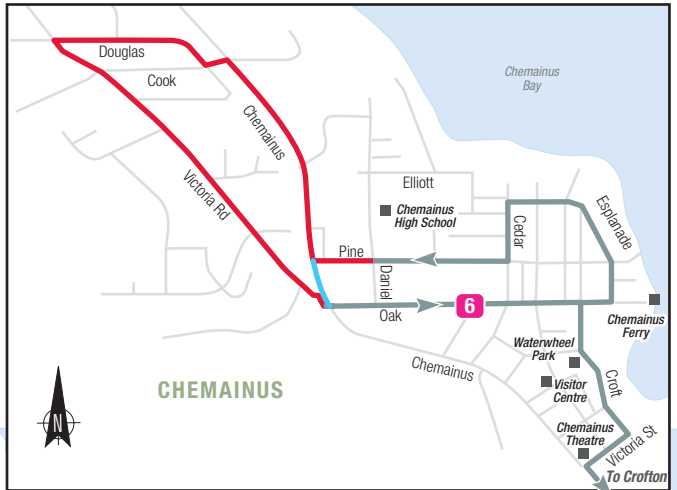 Douglas
Cook
Chemainus
Bay
Chemainus
Victoria Rd
Elliott
Chemainus
High School
Cedar
Esplanade
Pine
Daniel
Oak
6
Chemainus
Ferry
Chemainus
Waterwheel
Park
Visitor
Centre
Croft
CHEMAINUS
Chemainus
Theatre
Victoria St
To Crofton
N